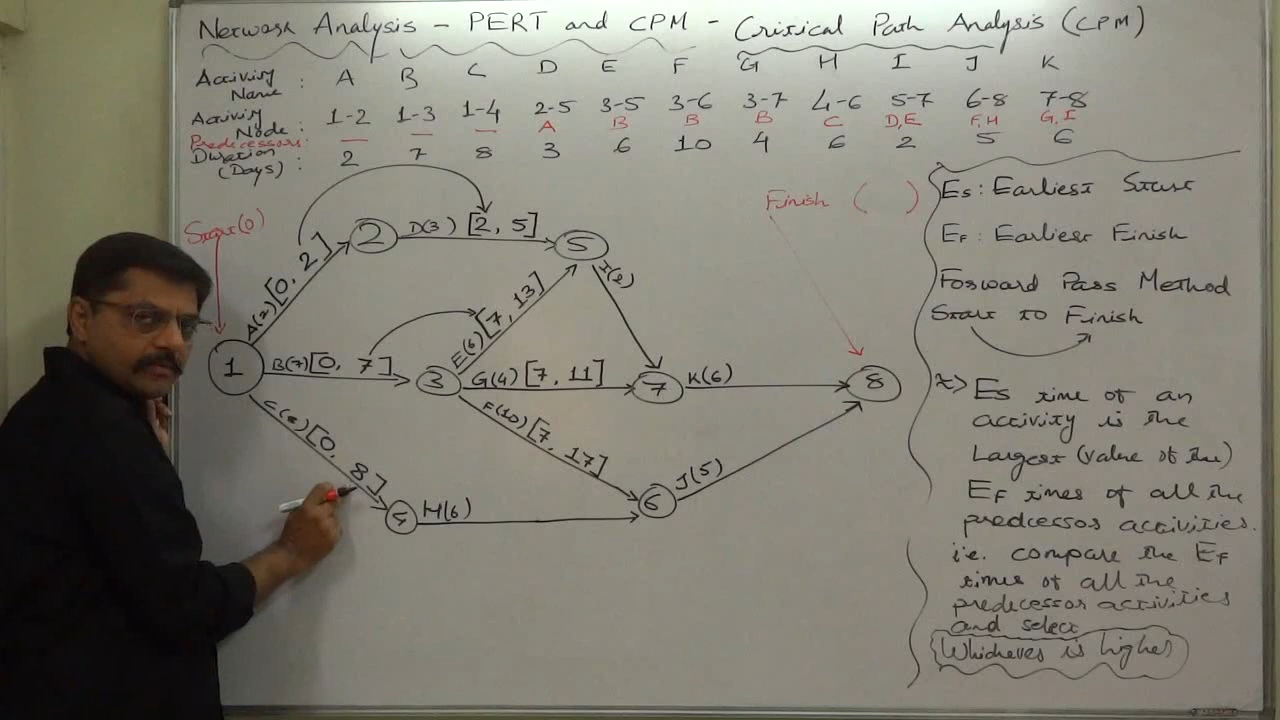 Network Analysis - PERT and CPM - Critical Path Analysis (CPM)
Activity Name : A B C D E F G H I J K
Activity Node : 1-2 1-3 1-4 2-5 3-5 3-6 3-7 4-6 5-7 6-8 7-8
Predecessors : — — — A B B B C D,E F,H G,I
Duration (Days) : 2 7 8 3 6 10 4 6 2 5 6
Start(0)
Finish ( )
1
A(2)[0, 2]
2
D(3) [2, 5]
5
I(2)
B(7)[0, 7]
3
E(6)[7, 13]
G(4) [7, 11]
7
K(6)
8
F(10)[7, 17]
C(8)[0, 8]
4
H(6)
6
J(5)
Es : Earliest Start
EF : Earliest Finish
Forward Pass Method
Start to Finish
*> Es time of an
activity is the
Largest (value of the)
EF times of all the
predcessor activities.
i.e. compare the EF
times of all the
predecessor activities
and select
Whichever is higher